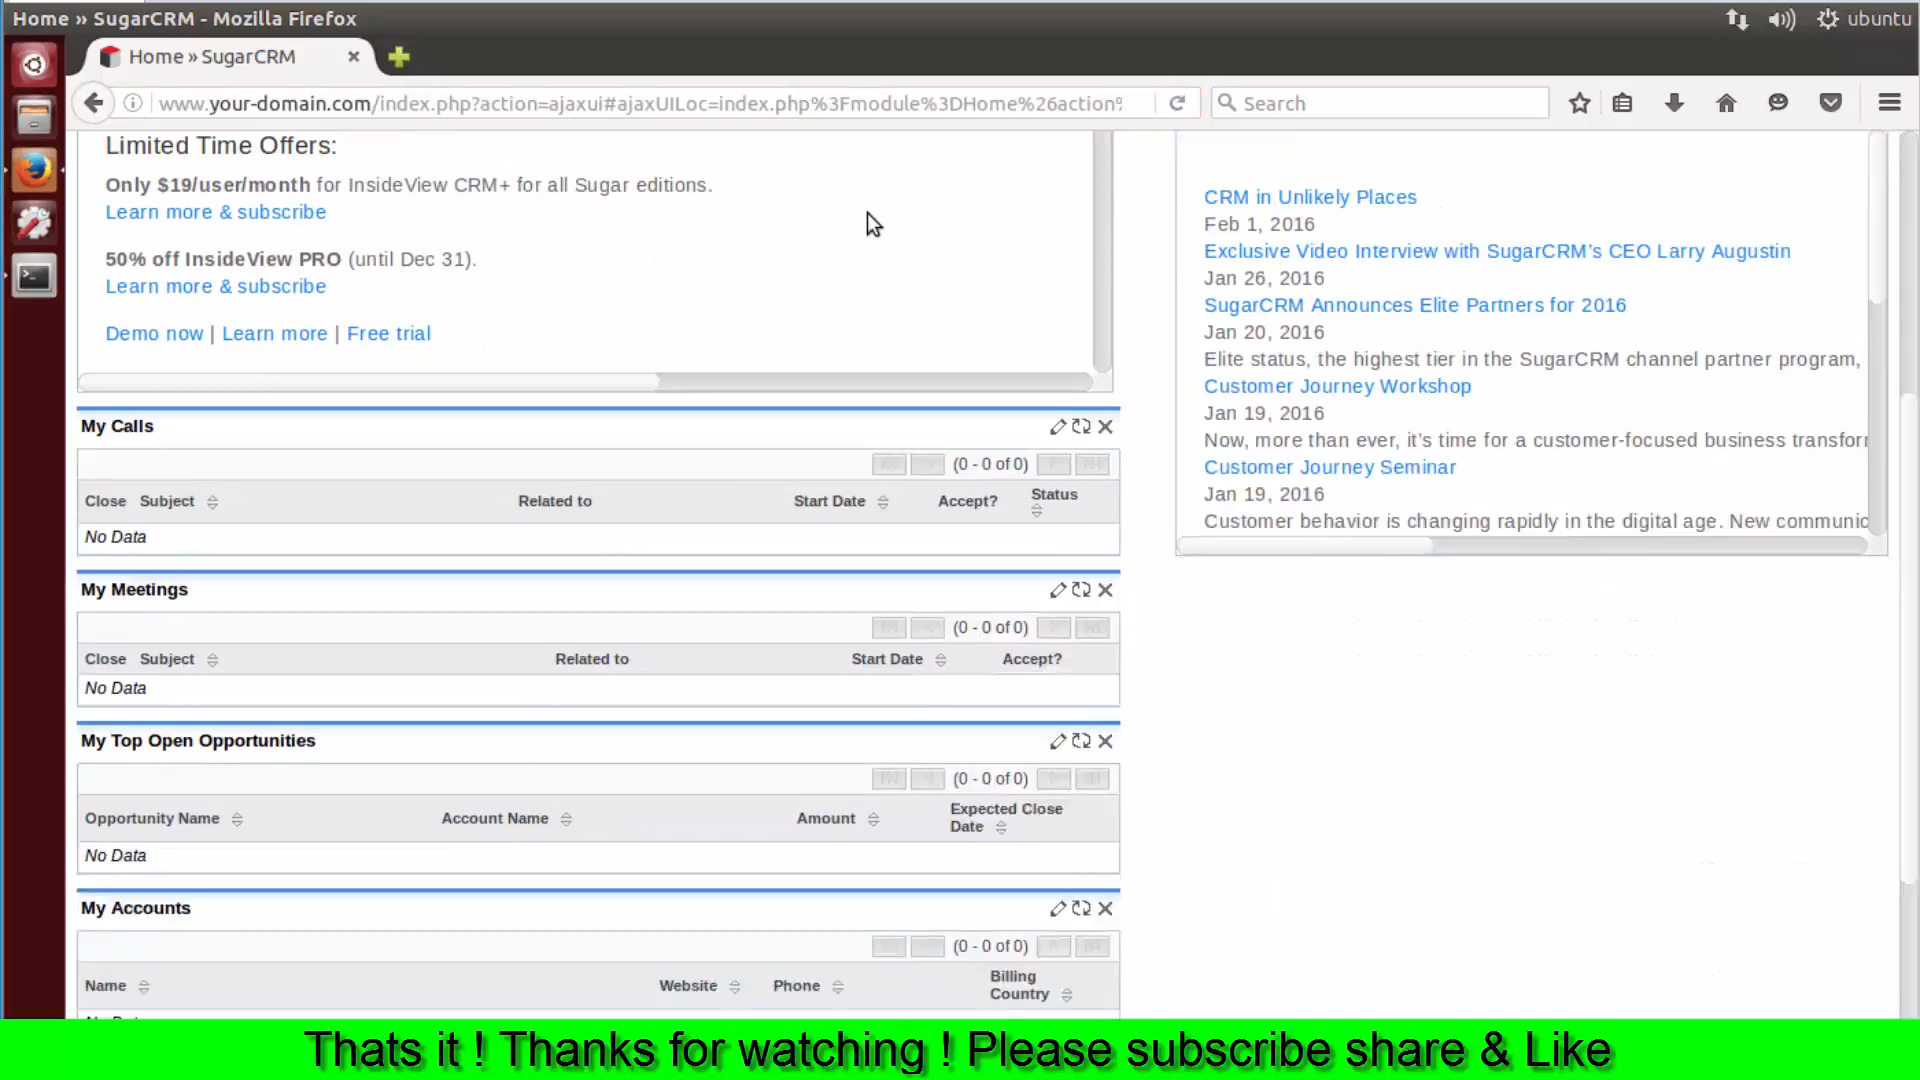 Home » SugarCRM - Mozilla Firefox
ubuntu
Home » SugarCRM
www.your-domain.com/index.php?action=ajaxui#ajaxUILoc=index.php%3Fmodule%3DHome%26action%
Search
Limited Time Offers:
Only $19/user/month for InsideView CRM+ for all Sugar editions.
Learn more & subscribe
50% off InsideView PRO (until Dec 31).
Learn more & subscribe
Demo now | Learn more | Free trial
CRM in Unlikely Places
Feb 1, 2016
Exclusive Video Interview with SugarCRM's CEO Larry Augustin
Jan 26, 2016
SugarCRM Announces Elite Partners for 2016
Jan 20, 2016
Elite status, the highest tier in the SugarCRM channel partner program,
Customer Journey Workshop
Jan 19, 2016
Now, more than ever, it's time for a customer-focused business transfor
Customer Journey Seminar
Jan 19, 2016
Customer behavior is changing rapidly in the digital age. New communic
My Calls
(0 - 0 of 0)
Close Subject Related to Start Date Accept? Status
No Data
My Meetings
(0 - 0 of 0)
Close Subject Related to Start Date Accept?
No Data
My Top Open Opportunities
(0 - 0 of 0)
Opportunity Name Account Name Amount Expected Close
Date
No Data
My Accounts
(0 - 0 of 0)
Name Website Phone Billing
Country
Thats it ! Thanks for watching ! Please subscribe share & Like